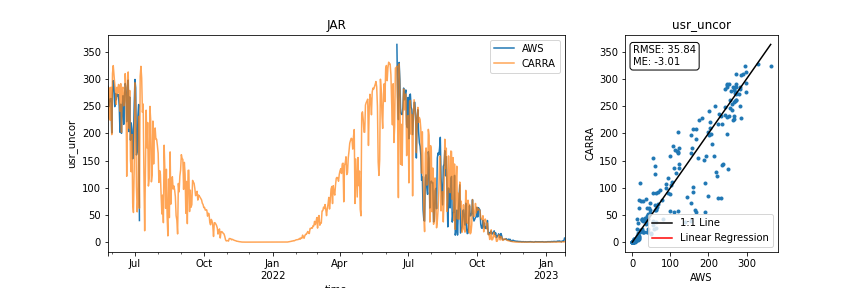 JAR
usr_uncor
350
300
250
200
150
100
50
0
usr_uncor
AWS
CARRA
Jul
Oct
Jan
2022
Apr
Jul
Oct
Jan
2023
time
usr_uncor
350
300
250
200
150
100
50
0
CARRA
RMSE: 35.84
ME: -3.01
1:1 Line
Linear Regression
0
100
200
300
AWS